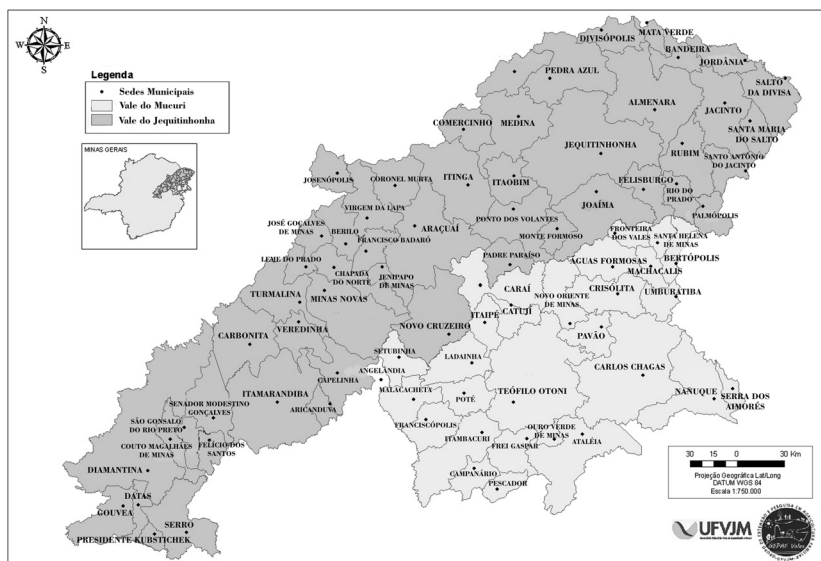 N
W
E
S
Legenda
Sedes Municipais
Vale do Mucuri
Vale do Jequitinhonha
MINAS GERAIS
DIVISÓPOLIS
MATA VERDE
BANDEIRA
JORDÂNIA
PEDRA AZUL
SALTO
DA DIVISA
ALMENARA
JACINTO
COMERCINHO
MEDINA
SANTA MARIA
DO SALTO
JEQUITINHONHA
RUBIM
SANTO ANTÔNIO
DO JACINTO
JOSENÓPOLIS
CORONEL MURTA
ITINGA
ITAOBIM
FELISBURGO
RIO DO
PRADO
JOAÍMA
PALMÓPOLIS
VIRGEM DA LAPA
PONTO DOS VOLANTES
JOSÉ GOÇALVES
DE MINAS
BERILO
ARAÇUAÍ
MONTE FORMOSO
FRONTEIRA
DOS VALES
SANTA HELENA
DE MINAS
FRANCISCO BADARÓ
LEME DO PRADO
CHAPADA
DO NORTE
JENIPAPO
DE MINAS
PADRE PARAÍSO
ÁGUAS FORMOSAS
BERTÓPOLIS
MACHACALIS
TURMALINA
MINAS NOVAS
CARAÍ
CRISÓLITA
UMBURATIBA
NOVO ORIENTE
DE MINAS
CATUJÍ
ITAIPÉ
VEREDINHA
NOVO CRUZEIRO
PAVÃO
CARBONITA
SETUBINHA
LADAINHA
CARLOS CHAGAS
ANGELÂNDIA
CAPELINHA
MALACACHETA
TEÓFILO OTONI
NANUQUE
SERRA DOS
AIMORÉS
ITAMARANDIBA
POTÉ
SENADOR MODESTINO
GONÇALVES
ARICANDUVA
SÃO GONSALO
DO RIO PRETO
FRANCISCÓPOLIS
ITAMBACURI
OURO VERDE
DE MINAS
ATALÉIA
FREI GASPAR
COUTO MAGALHÃES
DE MINAS
FELÍCIO DOS
SANTOS
DIAMANTINA
CAMPANÁRIO
PESCADOR
DATAS
GOUVEA
SERRO
PRESIDENTE KUBSTICHEK
30 15 0 30 Km
Projeção Geográfica Lat/Long
DATUM WGS 84
Escala 1:750.000
UFVJM